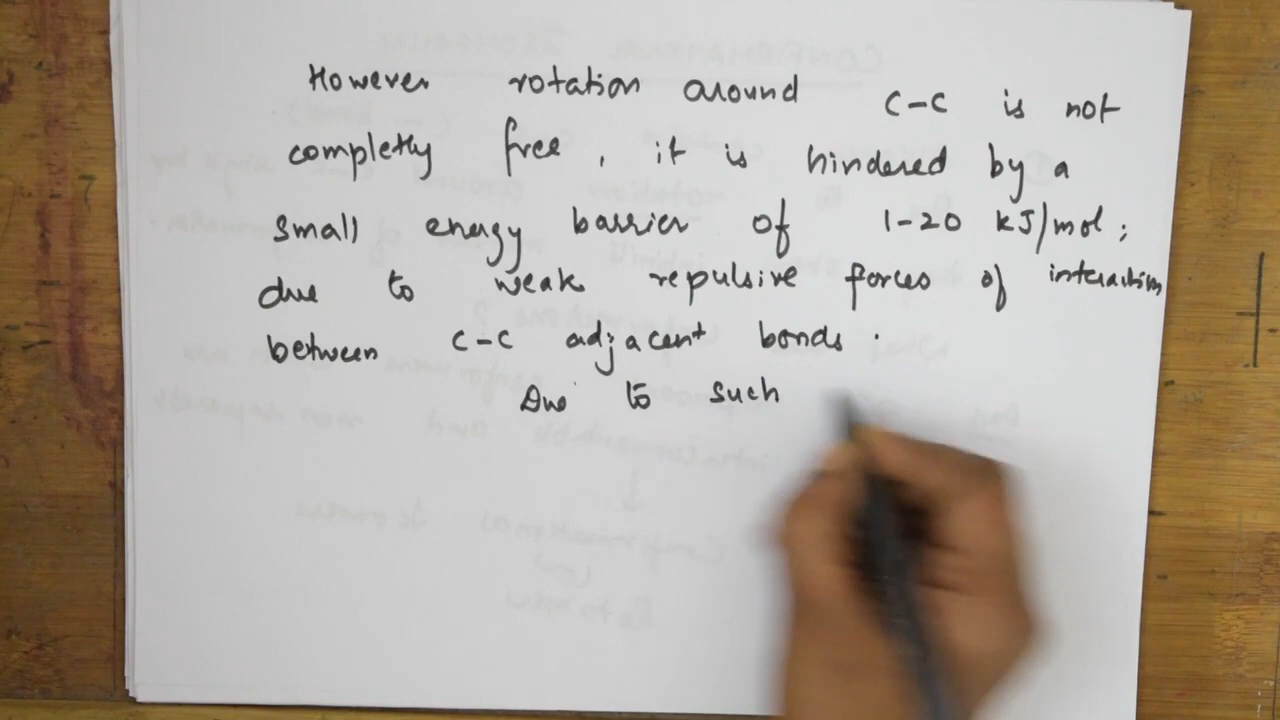 However rotation around C-C is not
completly free, it is hindered by a
small energy barrier of 1-20 kJ/mol;
due to weak repulsive forces of interaction
between C-C adjacent bonds.
Due to such